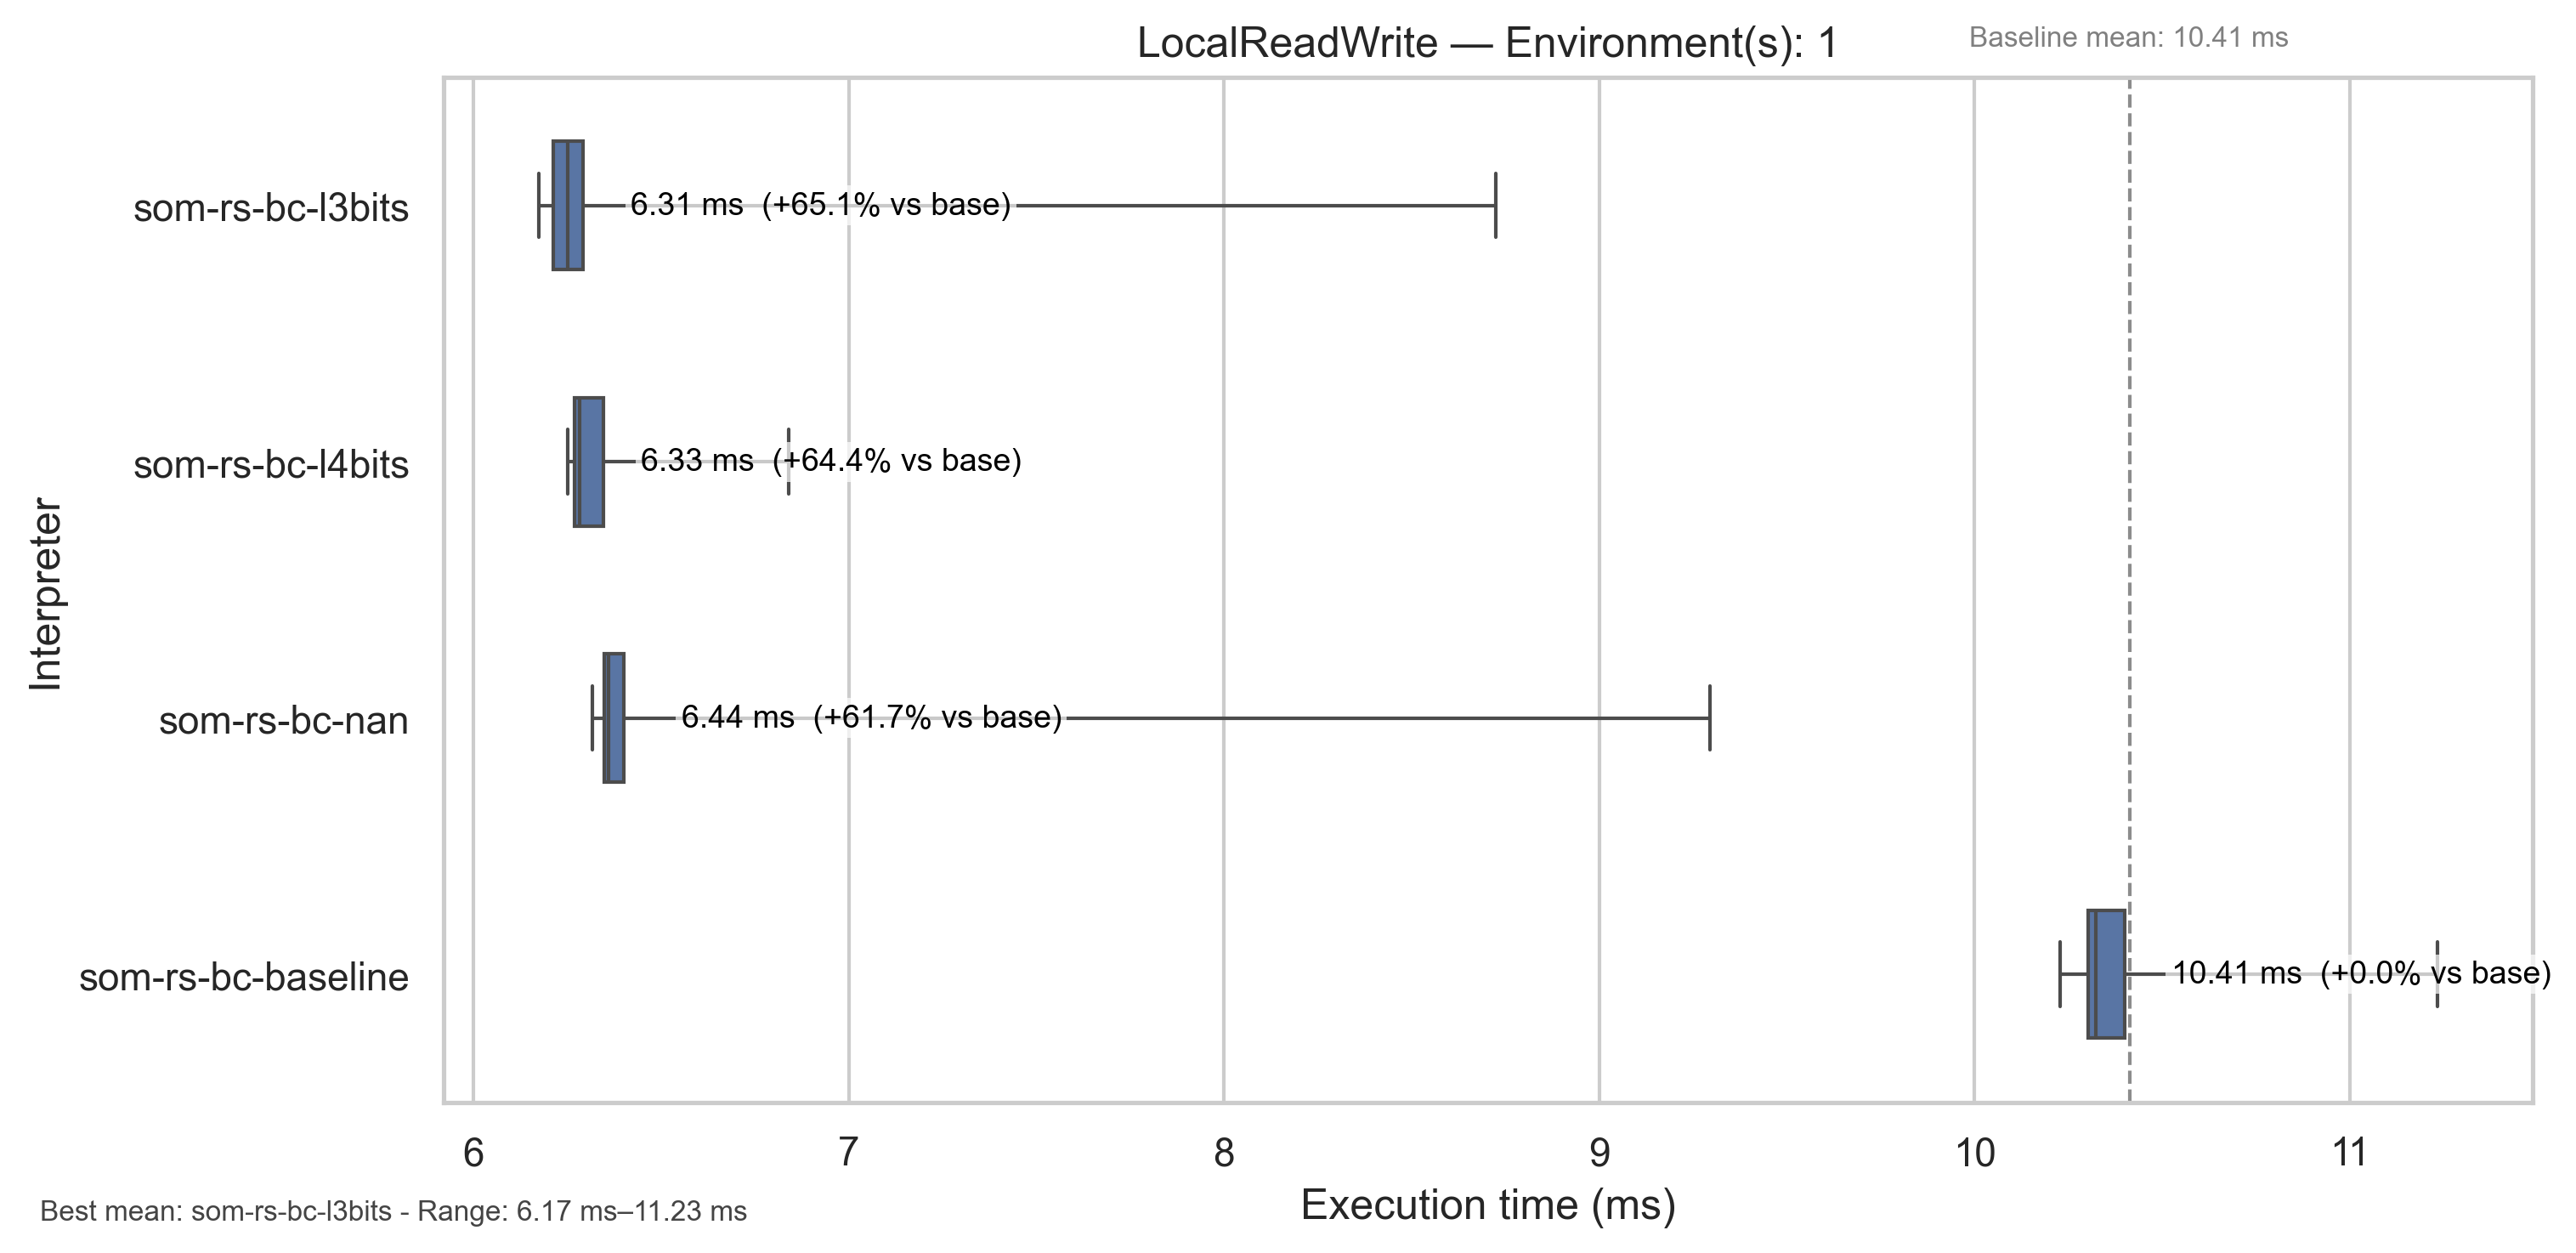 LocalReadWrite — Environment(s): 1
Baseline mean: 10.41 ms
Interpreter
som-rs-bc-l3bits
6.31 ms (+65.1% vs base)
som-rs-bc-l4bits
6.33 ms (+64.4% vs base)
som-rs-bc-nan
6.44 ms (+61.7% vs base)
som-rs-bc-baseline
10.41 ms (+0.0% vs base)
6 7 8 9 10 11
Execution time (ms)
Best mean: som-rs-bc-l3bits - Range: 6.17 ms–11.23 ms